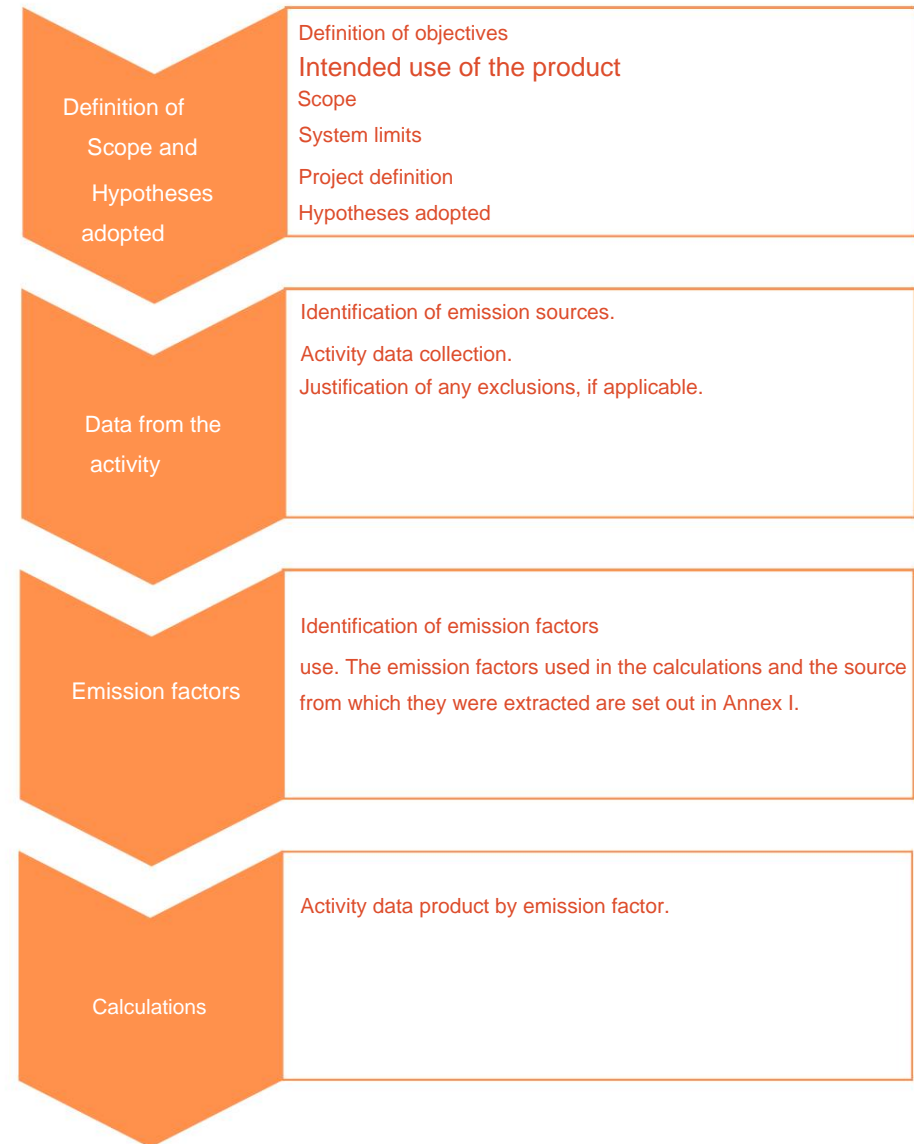 Definition of
Scope and
Hypotheses
adopted
Definition of objectives
Intended use of the product
Scope
System limits
Project definition
Hypotheses adopted
Data from the
activity
Identification of emission sources.
Activity data collection.
Justification of any exclusions, if applicable.
Emission factors
Identification of emission factors
use. The emission factors used in the calculations and the source
from which they were extracted are set out in Annex I.
Calculations
Activity data product by emission factor.